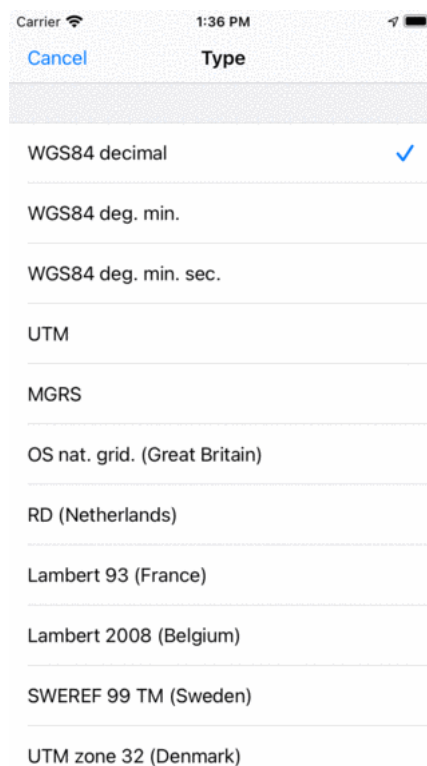 Carrier 1:36 PM
Cancel Type
WGS84 decimal
WGS84 deg. min.
WGS84 deg. min. sec.
UTM
MGRS
OS nat. grid. (Great Britain)
RD (Netherlands)
Lambert 93 (France)
Lambert 2008 (Belgium)
SWEREF 99 TM (Sweden)
UTM zone 32 (Denmark)